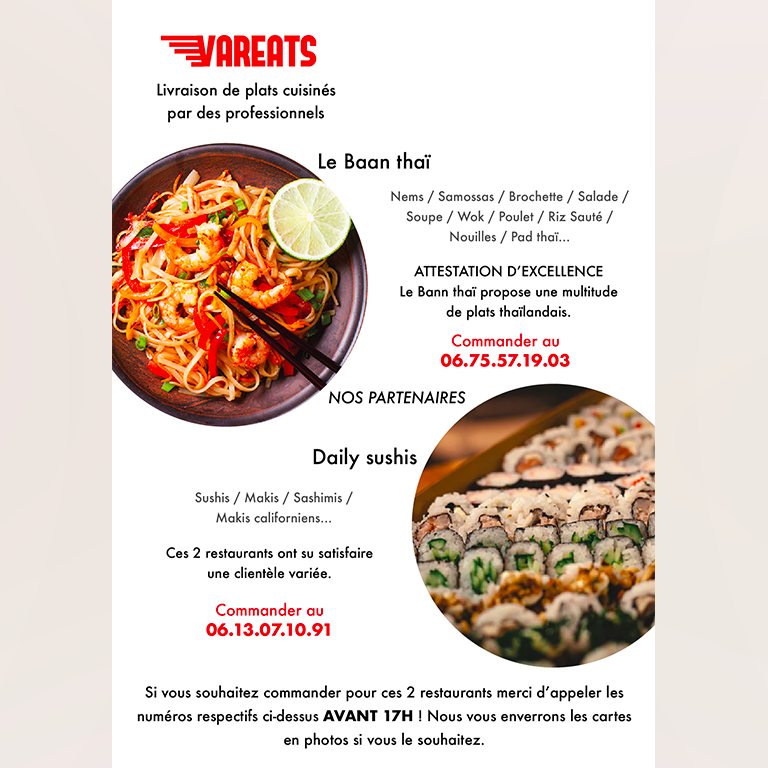 VAREATS
Livraison de plats cuisinés
par des professionnels
Le Baan thaï
Nems / Samossas / Brochette / Salade /
Soupe / Wok / Poulet / Riz Sauté /
Nouilles / Pad thaï...
ATTESTATION D'EXCELLENCE
Le Bann thaï propose une multitude
de plats thaïlandais.
Commander au
06.75.57.19.03
NOS PARTENAIRES
Daily sushis
Sushis / Makis / Sashimis /
Makis californiens...
Ces 2 restaurants ont su satisfaire
une clientèle variée.
Commander au
06.13.07.10.91
Si vous souhaitez commander pour ces 2 restaurants merci d'appeler les
numéros respectifs ci-dessus AVANT 17H ! Nous vous enverrons les cartes
en photos si vous le souhaitez.